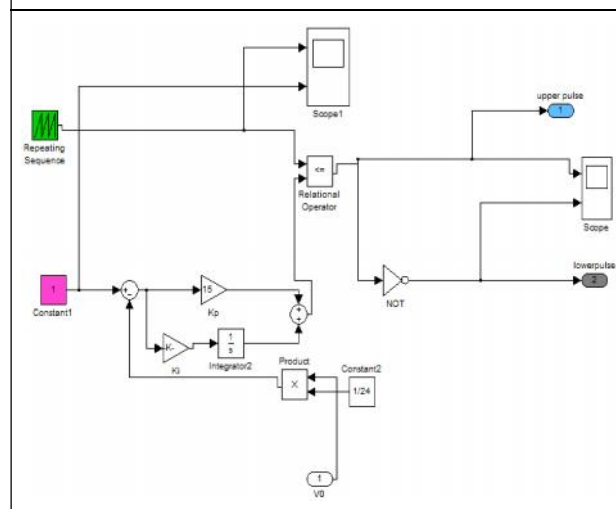 Scope1
upper pulse
1
Repeating
Sequence
<=
Relational
Operator
Scope
1
Constant1
+
−
15
Kp
+
+
NOT
lowerpulse
2
K-
Ki
1
s
Integrator2
Product
X
Constant2
1/24
1
V0